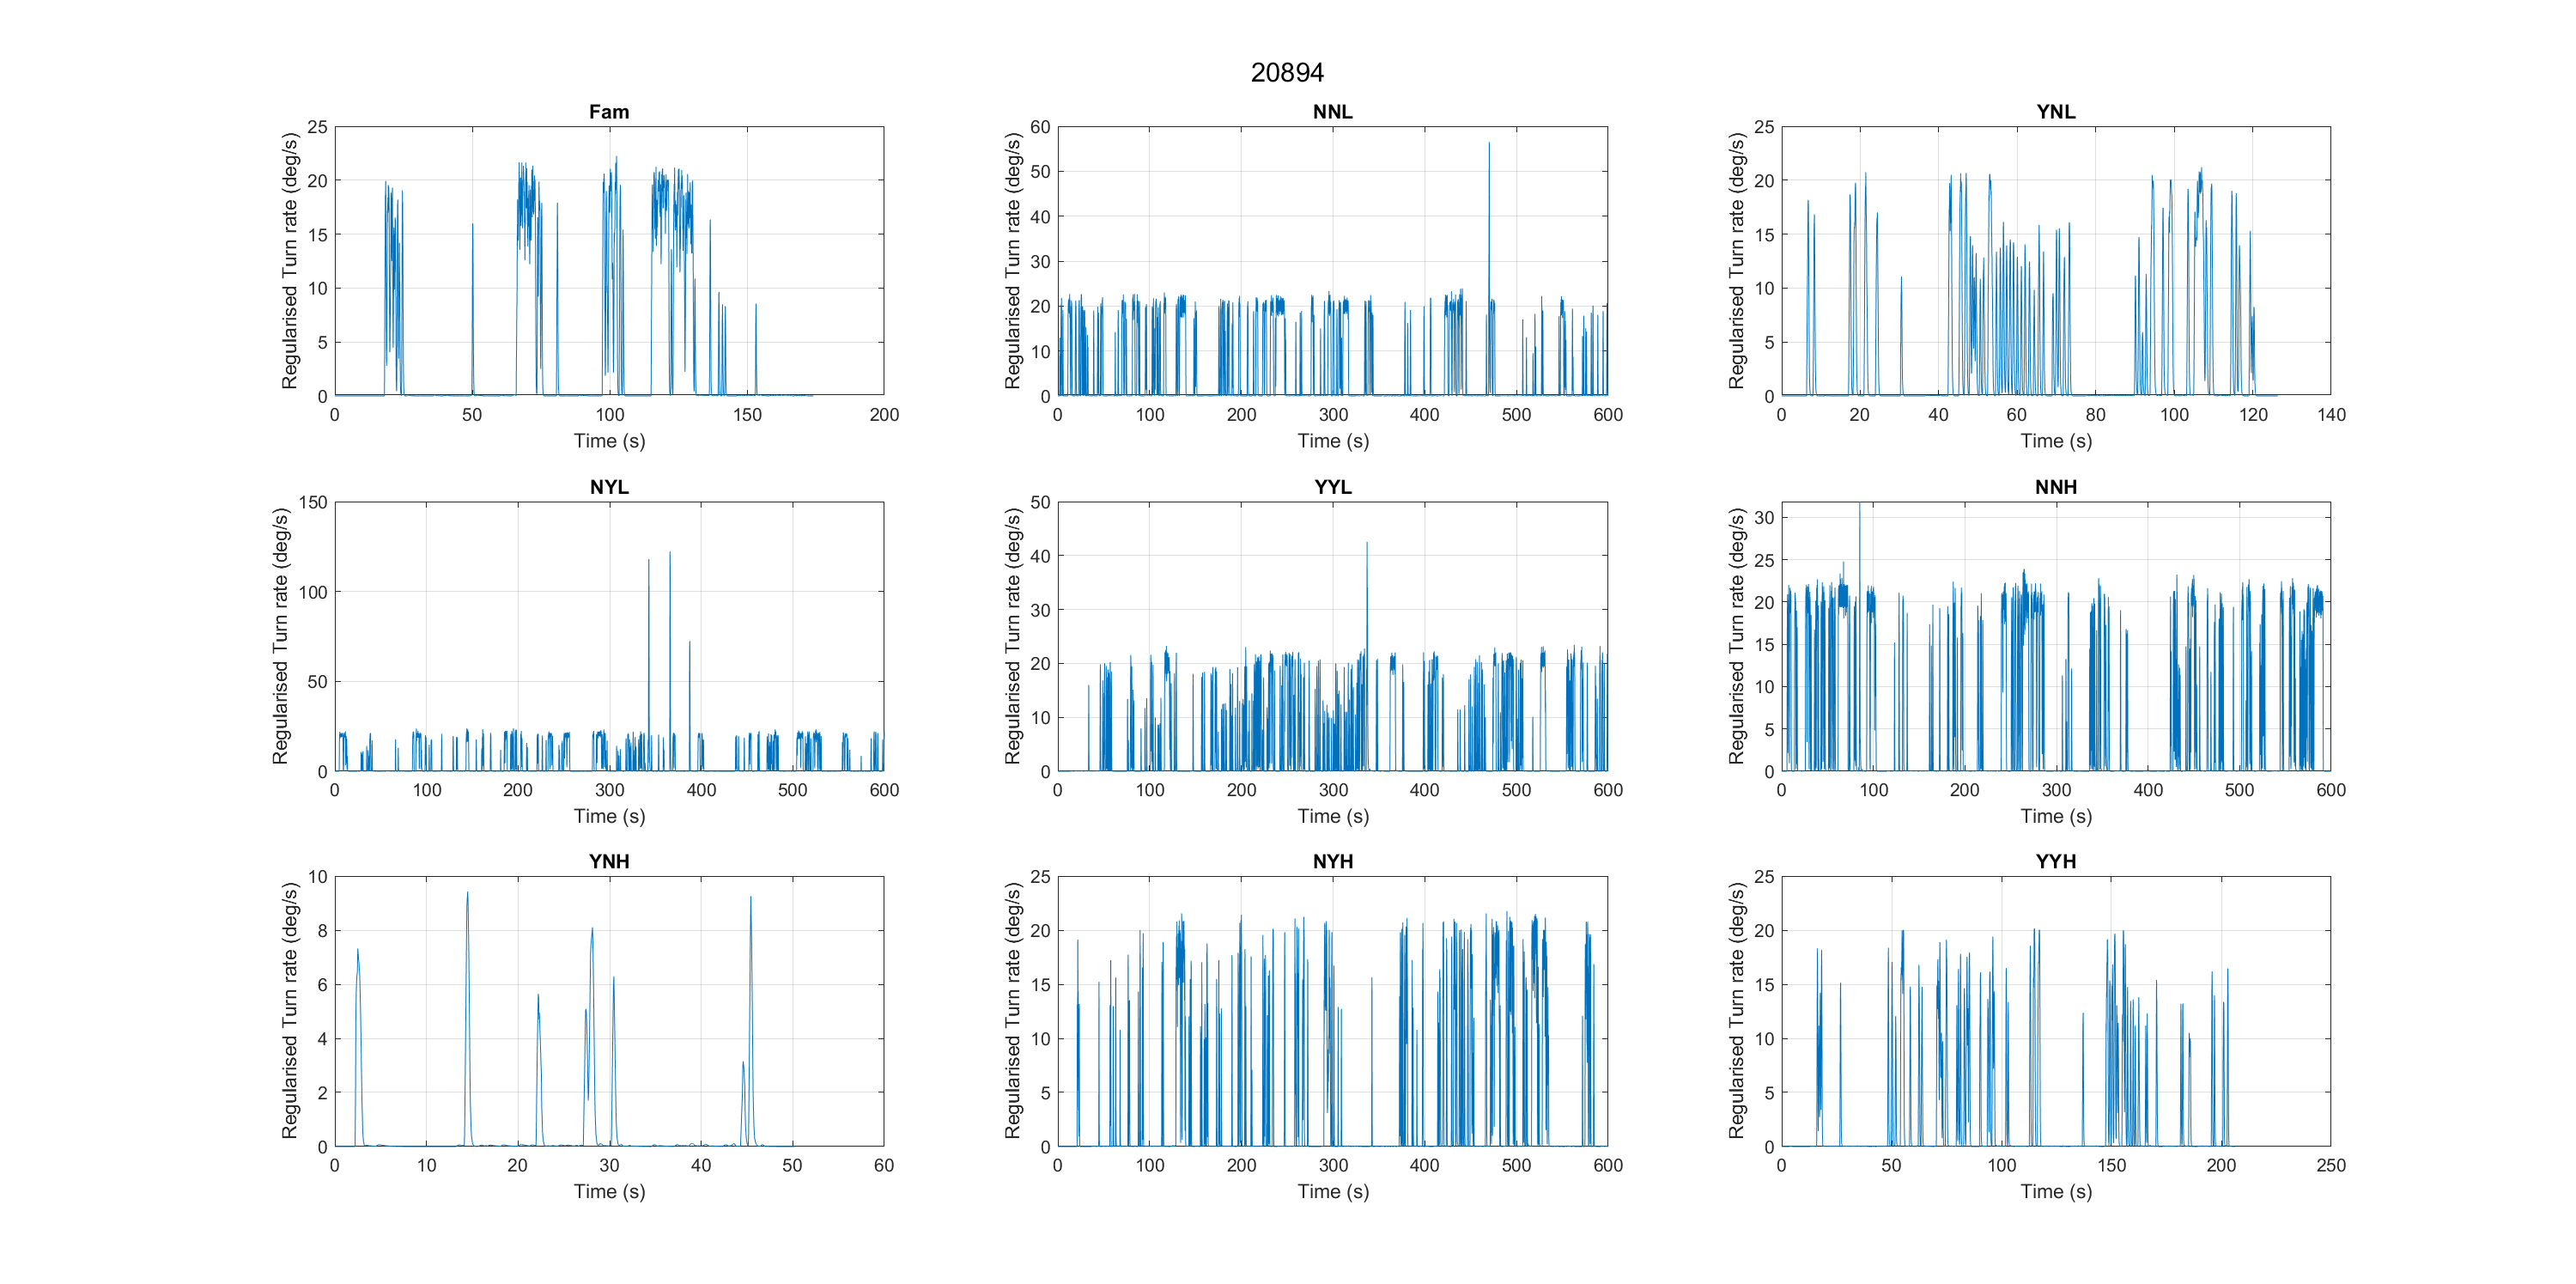 20894
Fam
Regularised Turn rate (deg/s)
25
20
15
10
5
0
0 50 100 150 200
Time (s)
NNL
Regularised Turn rate (deg/s)
60
50
40
30
20
10
0
0 100 200 300 400 500 600
Time (s)
YNL
Regularised Turn rate (deg/s)
25
20
15
10
5
0
0 20 40 60 80 100 120 140
Time (s)
NYL
Regularised Turn rate (deg/s)
150
100
50
0
0 100 200 300 400 500 600
Time (s)
YYL
Regularised Turn rate (deg/s)
50
40
30
20
10
0
0 100 200 300 400 500 600
Time (s)
NNH
Regularised Turn rate (deg/s)
30
25
20
15
10
5
0
0 100 200 300 400 500 600
Time (s)
YNH
Regularised Turn rate (deg/s)
10
8
6
4
2
0
0 10 20 30 40 50 60
Time (s)
NYH
Regularised Turn rate (deg/s)
25
20
15
10
5
0
0 100 200 300 400 500 600
Time (s)
YYH
Regularised Turn rate (deg/s)
25
20
15
10
5
0
0 50 100 150 200 250
Time (s)